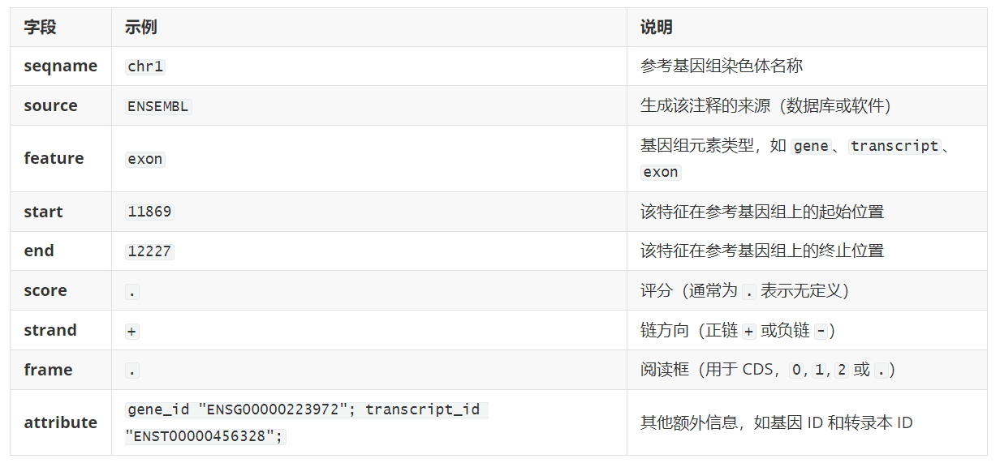 字段 示例 说明
seqname chr1 参考基因组染色体名称
source ENSEMBL 生成该注释的来源（数据库或软件）
feature exon 基因组元素类型，如 gene、transcript、
exon
start 11869 该特征在参考基因组上的起始位置
end 12227 该特征在参考基因组上的终止位置
score . 评分（通常为 . 表示无定义）
strand + 链方向（正链 + 或负链 -）
frame . 阅读框（用于 CDS，0, 1, 2 或 .）
attribute gene_id "ENSG00000223972"; transcript_id
"ENST00000456328"; 其他额外信息，如基因 ID 和转录本 ID